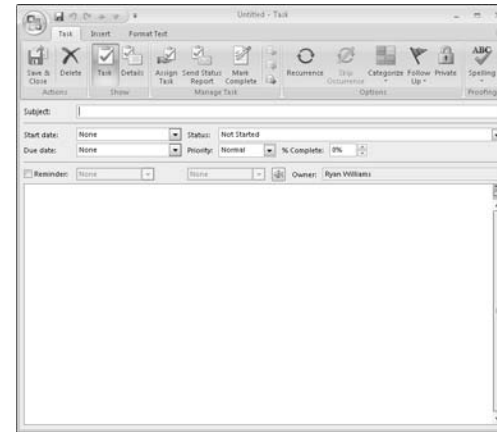 Untitled - Task
Task Insert Format Text
Save & Close
Delete
Task
Details
Assign Task
Send Status Report
Mark Complete
Recurrence
Skip Occurrence
Categorize
Follow Up
Private
ABC
Spelling
Actions Show Manage Task Options Proofing
Subject:
Start date: None Status: Not Started
Due date: None Priority: Normal % Complete: 0%
Reminder: None None Owner: Ryan Williams